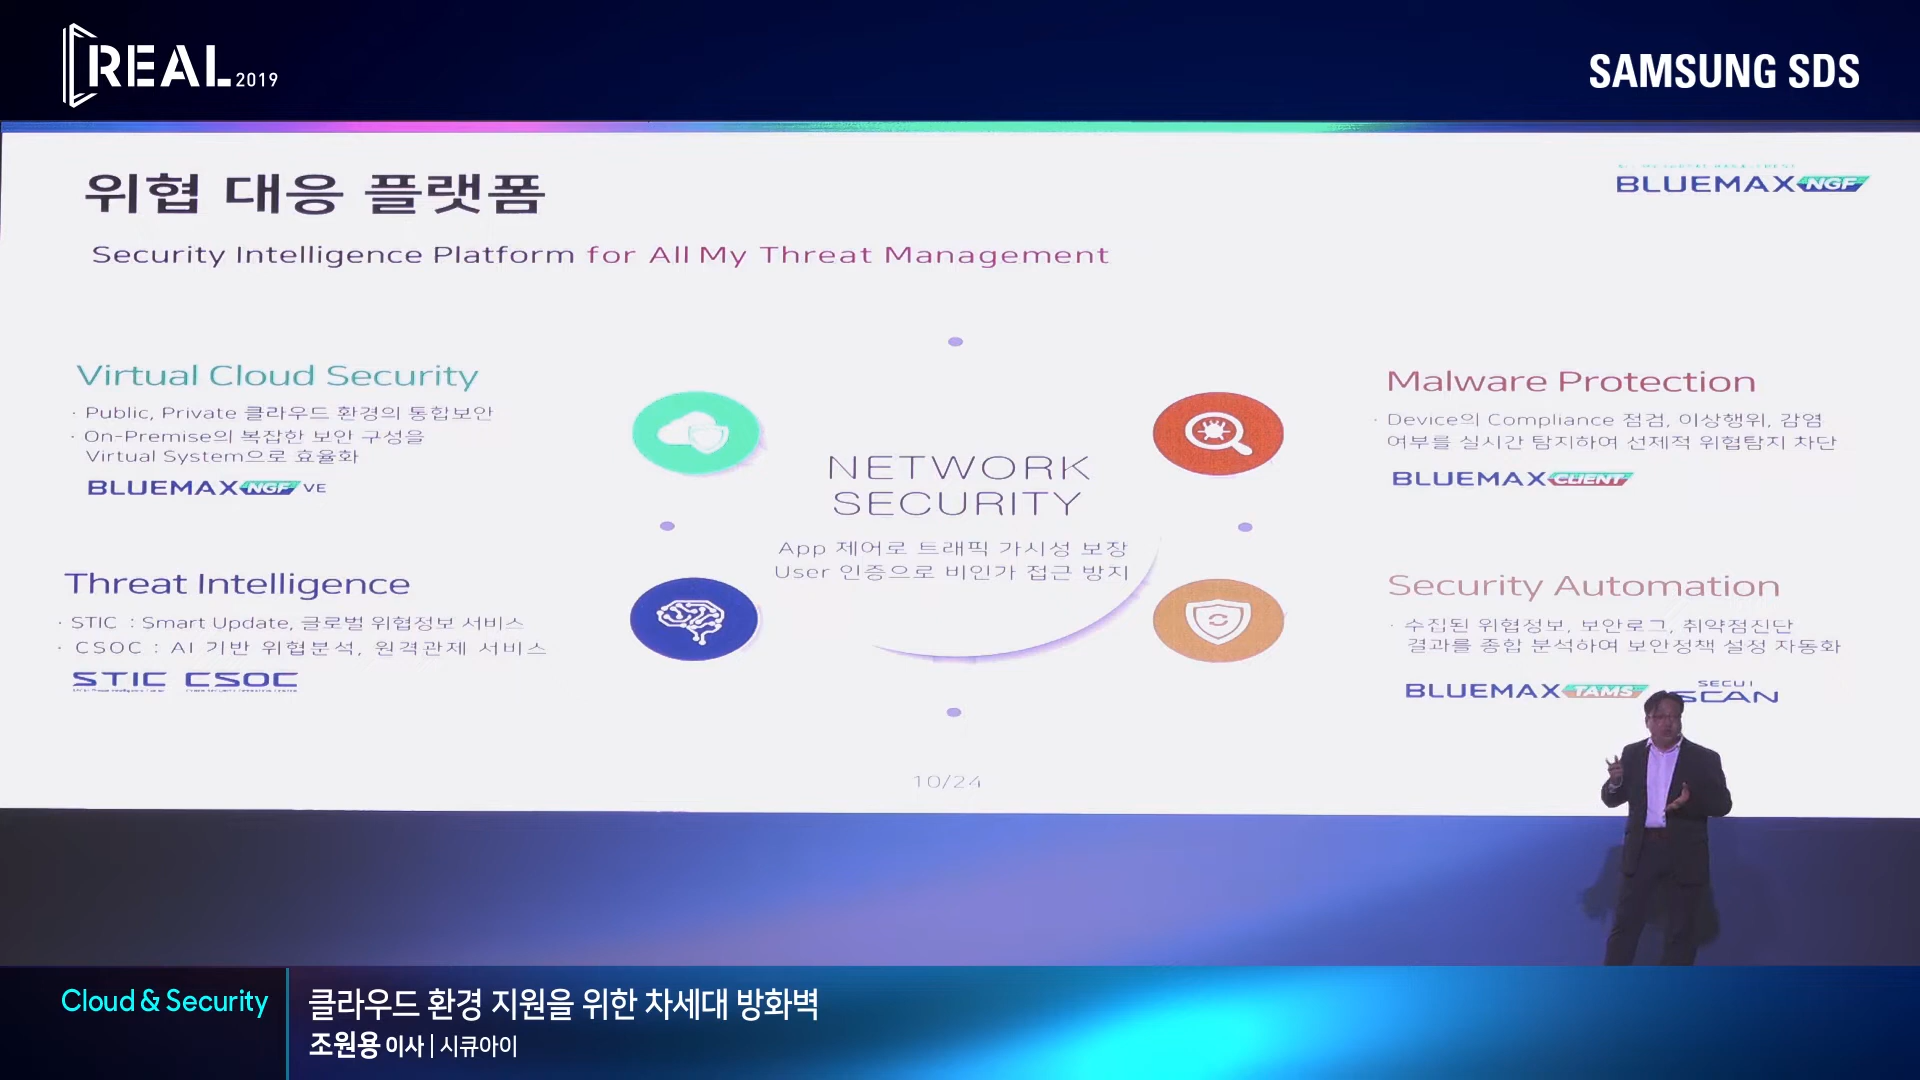 REAL 2019
SAMSUNG SDS
위협 대응 플랫폼
BLUEMAX NGF
Security Intelligence Platform for All My Threat Management
Virtual Cloud Security
· Public, Private 클라우드 환경의 통합보안
· On-Premise의 복잡한 보안 구성을
Virtual System으로 효율화
BLUEMAX NGF VE
Threat Intelligence
· STIC : Smart Update, 글로벌 위협정보 서비스
· CSOC : AI 기반 위협분석, 원격관제 서비스
STIC CSOC
NETWORK
SECURITY
App 제어로 트래픽 가시성 보장
User 인증으로 비인가 접근 방지
Malware Protection
· Device의 Compliance 점검, 이상행위, 감염
여부를 실시간 탐지하여 선제적 위협탐지 차단
BLUEMAX CLIENT
Security Automation
· 수집된 위협정보, 보안로그, 취약점진단
결과를 종합 분석하여 보안정책 설정 자동화
BLUEMAX TAMS
SECUI
SCAN
10/24
Cloud & Security
클라우드 환경 지원을 위한 차세대 방화벽
조원용 이사 | 시큐아이